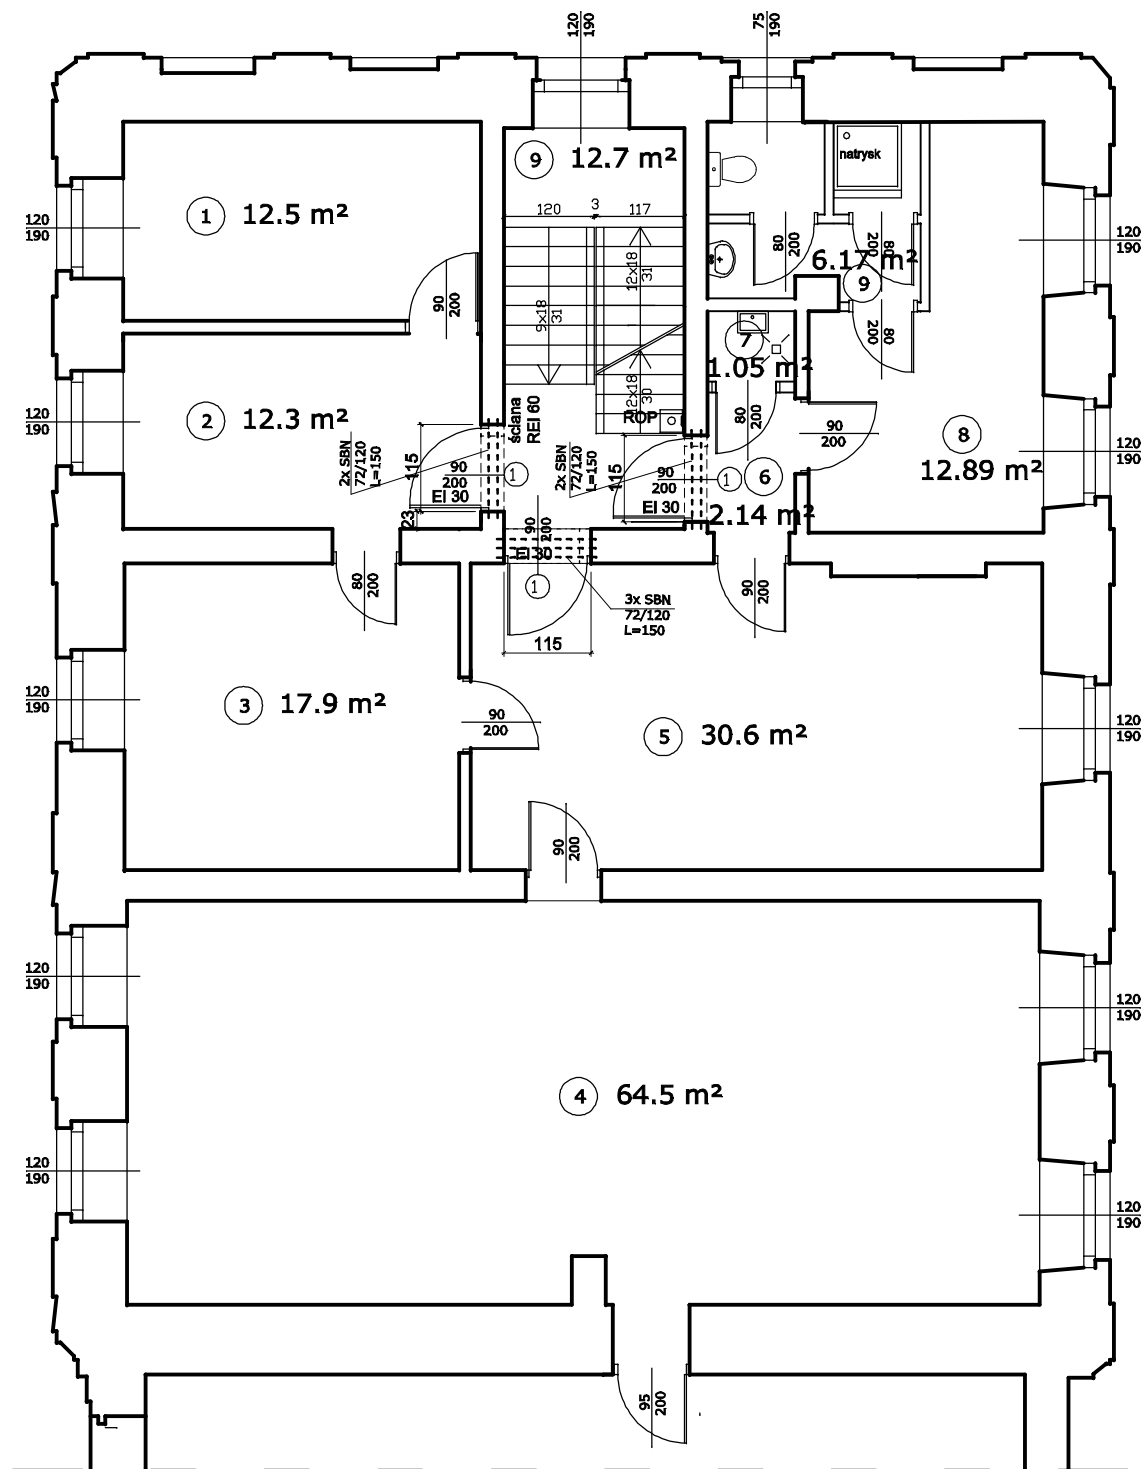 120
190
75
190
9 12.7 m²
natrysk
1 12.5 m²
120
190
120 3 117
80
200
80
200
6.17 m²
9
120
190
12x18
31
9x18
31
90
200
80
200
7
1.05 m²
12x18
30
ROP
2 12.3 m²
120
190
ściana
REI 60
80
200
90
200
8
12.89 m²
120
190
2x SBN
72/120
L=150
115
90
200
EI 30
1
23
2x SBN
72/120
L=150
115
90
200
EI 30
1
6
2.14 m²
90
200
EI 30
1
80
200
90
200
3x SBN
72/120
L=150
115
3 17.9 m²
120
190
90
200
5 30.6 m²
120
190
90
200
120
190
120
190
4 64.5 m²
120
190
120
190
95
200